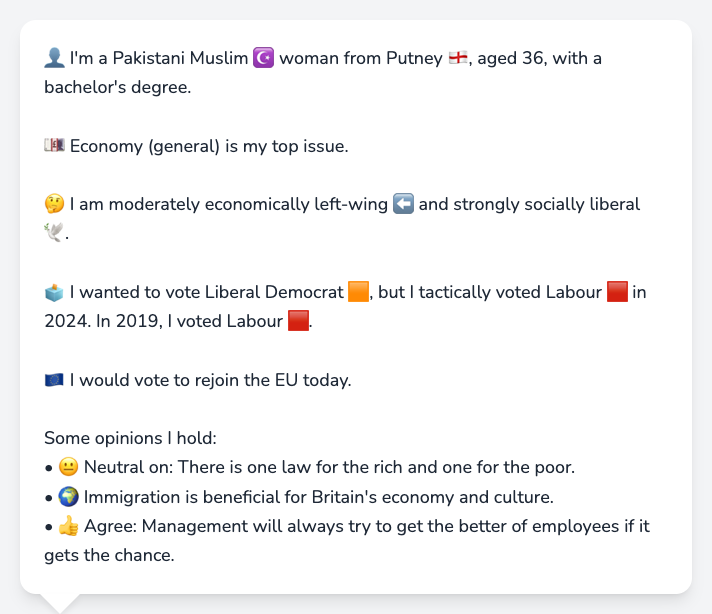 👤 I'm a Pakistani Muslim ☪️ woman from Putney 🏴󠁧󠁢󠁥󠁮󠁧󠁿, aged 36, with a
bachelor's degree.
💷 Economy (general) is my top issue.
🤔 I am moderately economically left-wing ⬅️ and strongly socially liberal
🕊️.
🗳️ I wanted to vote Liberal Democrat 🟧, but I tactically voted Labour 🟥 in
2024. In 2019, I voted Labour 🟥.
🇪🇺 I would vote to rejoin the EU today.
Some opinions I hold:
• 😐 Neutral on: There is one law for the rich and one for the poor.
• 🌍 Immigration is beneficial for Britain's economy and culture.
• 👍 Agree: Management will always try to get the better of employees if it
gets the chance.